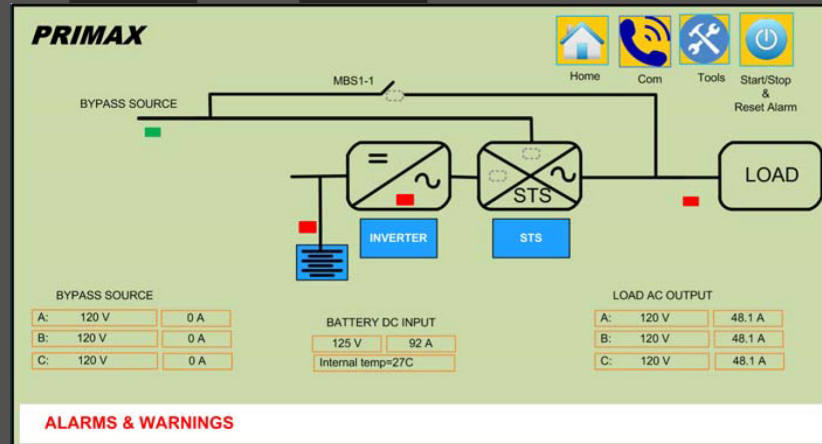 PRIMAX
Home
Com
Tools
Start/Stop
&
Reset Alarm
MBS1-1
BYPASS SOURCE
STS
LOAD
INVERTER
STS
BYPASS SOURCE
A: 120 V 0 A
B: 120 V 0 A
C: 120 V 0 A
BATTERY DC INPUT
125 V 92 A
Internal temp=27C
LOAD AC OUTPUT
A: 120 V 48.1 A
B: 120 V 48.1 A
C: 120 V 48.1 A
ALARMS & WARNINGS